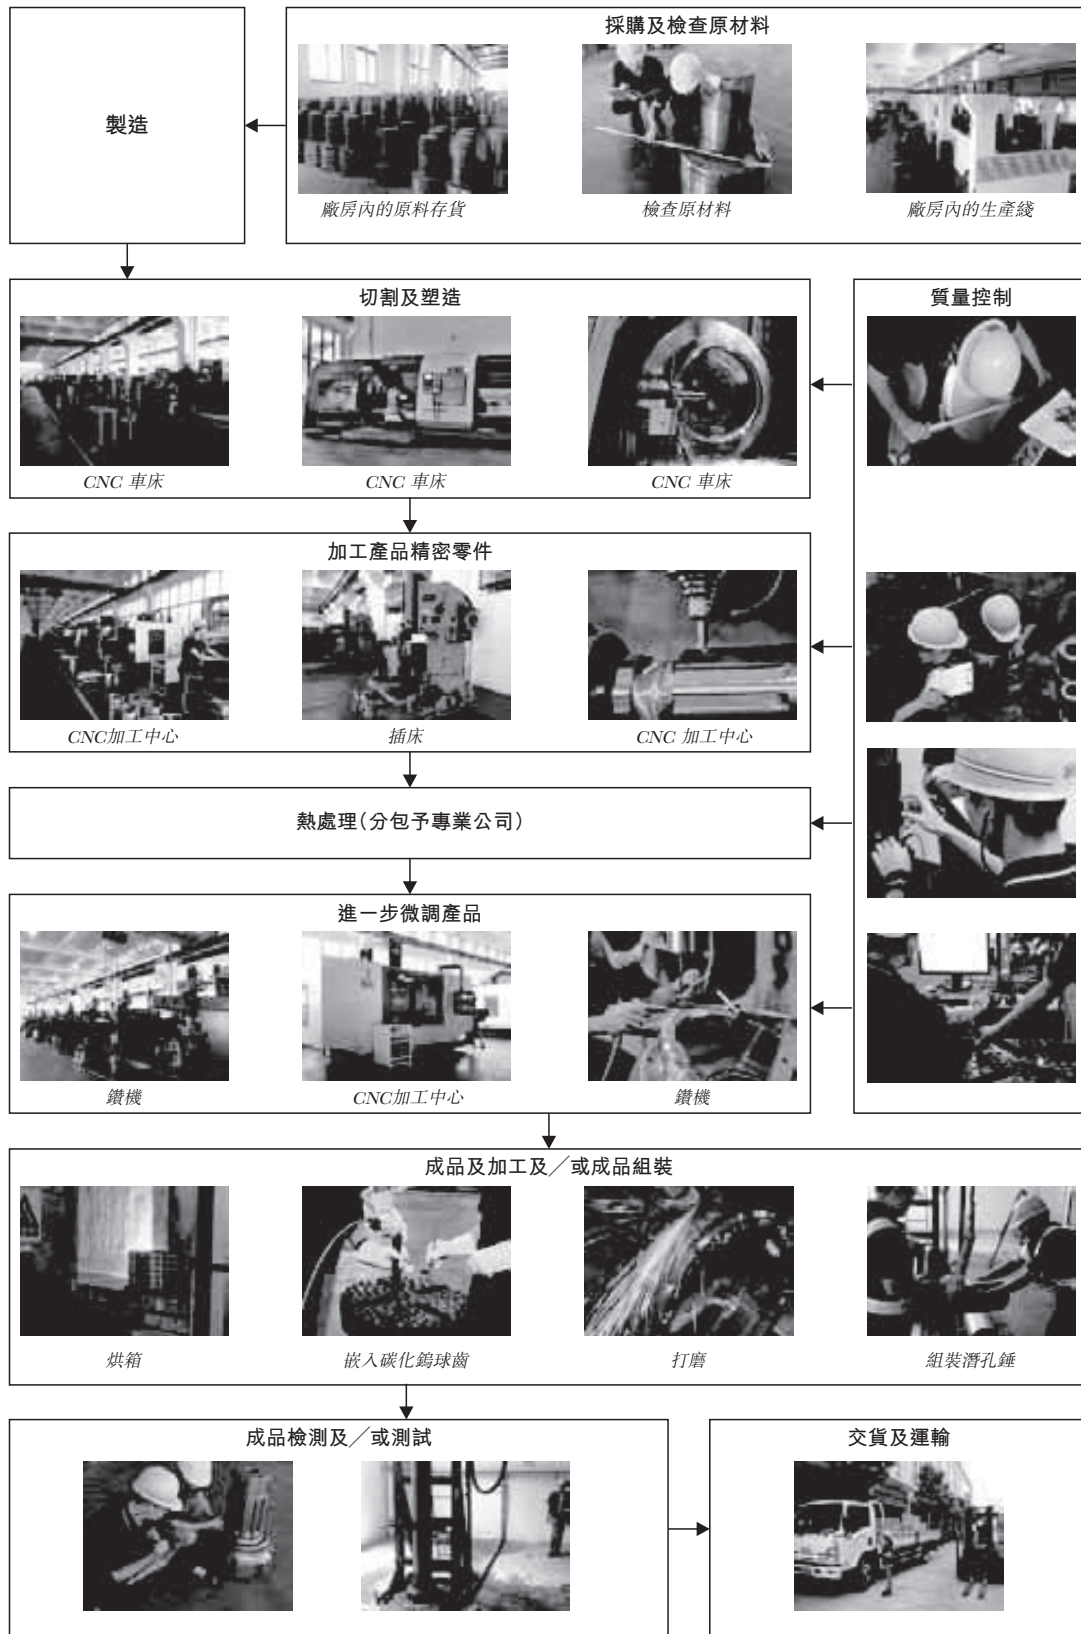 採購及檢查原材料
製造
廠房內的原料存貨
檢查原材料
廠房內的生產綫
切割及塑造
質量控制
CNC 車床
CNC 車床
CNC 車床
加工產品精密零件
CNC加工中心
插床
CNC 加工中心
熱處理(分包予專業公司)
進一步微調產品
鑽機
CNC加工中心
鑽機
成品及加工及╱或成品組裝
烘箱
嵌入碳化鎢球齒
打磨
組裝潛孔錘
成品檢測及╱或測試
交貨及運輸